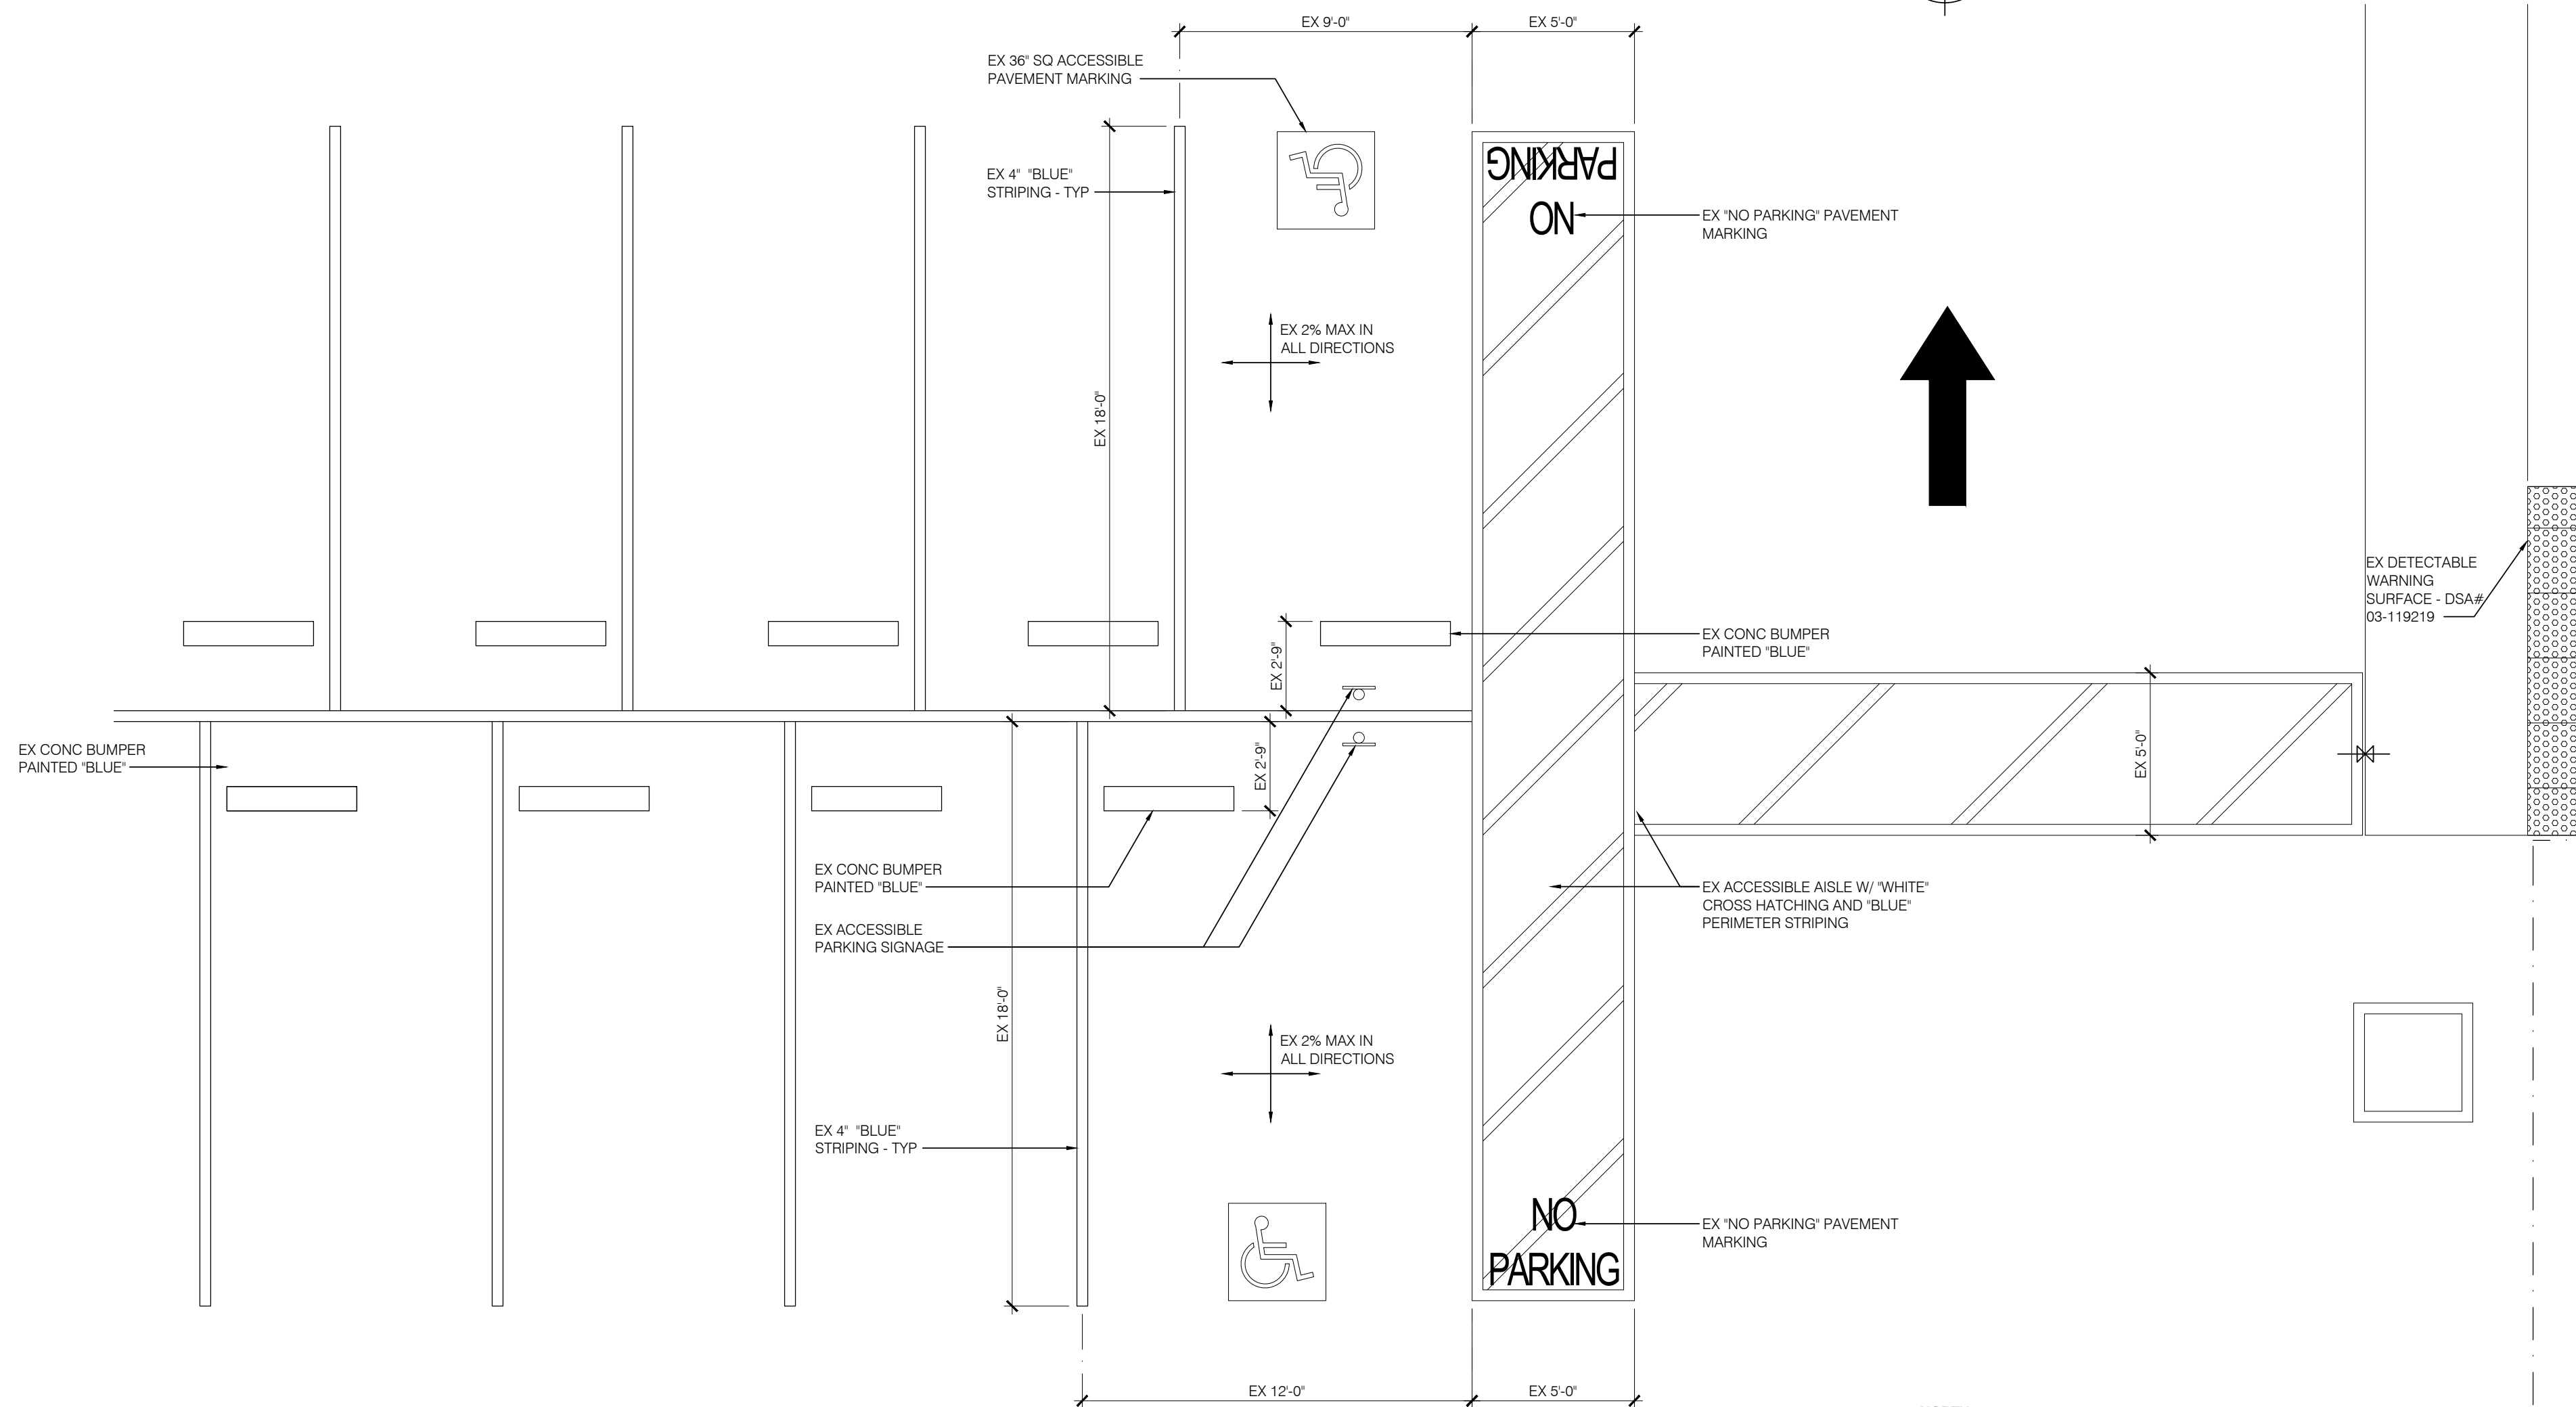 EX 9'-0"
EX 5'-0"
EX 36" SQ ACCESSIBLE
PAVEMENT MARKING
EX 4" "BLUE"
STRIPING - TYP
PARKING
NO
EX "NO PARKING" PAVEMENT
MARKING
EX 2% MAX IN
ALL DIRECTIONS
EX 18'-0"
EX DETECTABLE
WARNING
SURFACE - DSA#
03-119219
EX 2'-9"
EX CONC BUMPER
PAINTED "BLUE"
EX CONC BUMPER
PAINTED "BLUE"
EX 2'-9"
EX 5'-0"
EX CONC BUMPER
PAINTED "BLUE"
EX ACCESSIBLE
PARKING SIGNAGE
EX ACCESSIBLE AISLE W/ "WHITE"
CROSS HATCHING AND "BLUE"
PERIMETER STRIPING
EX 18'-0"
EX 2% MAX IN
ALL DIRECTIONS
EX 4" "BLUE"
STRIPING - TYP
NO
PARKING
EX "NO PARKING" PAVEMENT
MARKING
EX 12'-0"
EX 5'-0"